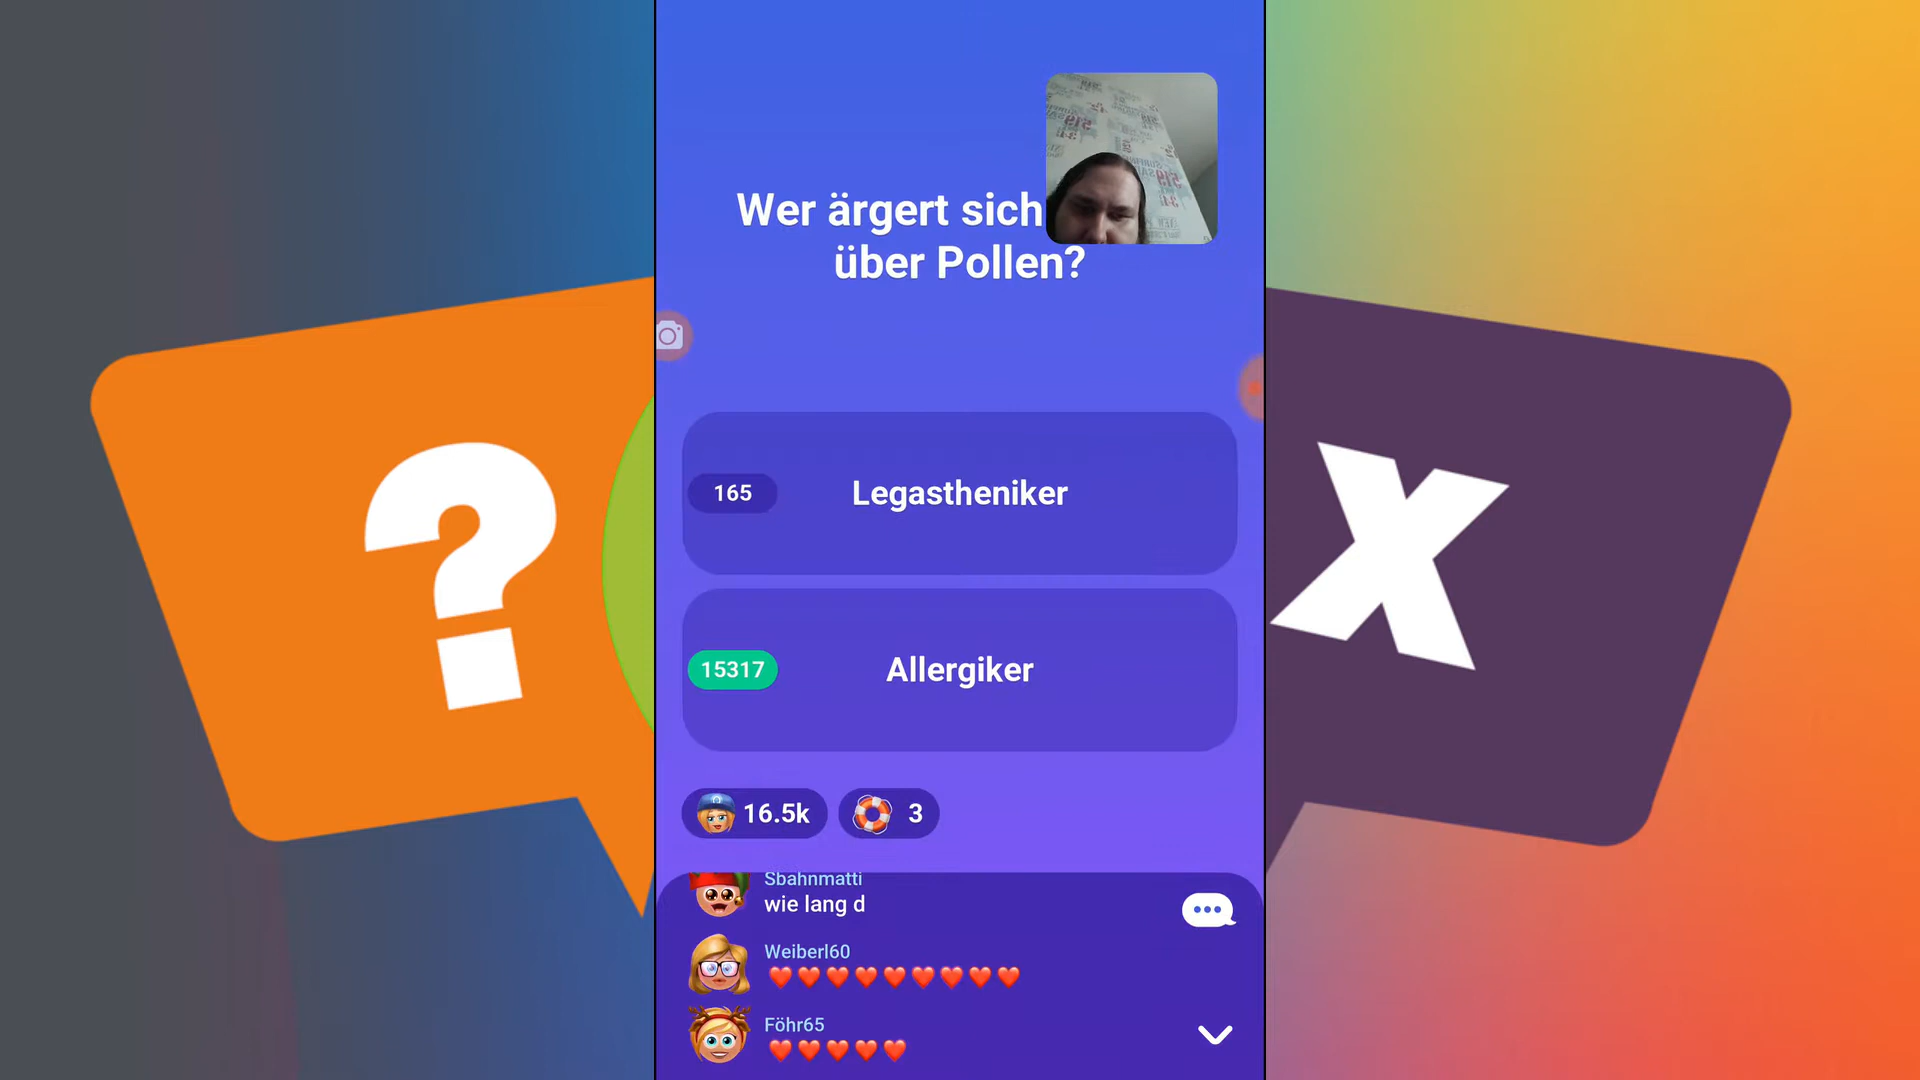 Wer ärgert sich
über Pollen?
165
Legastheniker
15317
Allergiker
16.5k
3
Sbahnmatti
wie lang d
Weiberl60
❤️❤️❤️❤️❤️❤️❤️❤️❤️
Föhr65
❤️❤️❤️❤️❤️
?
X